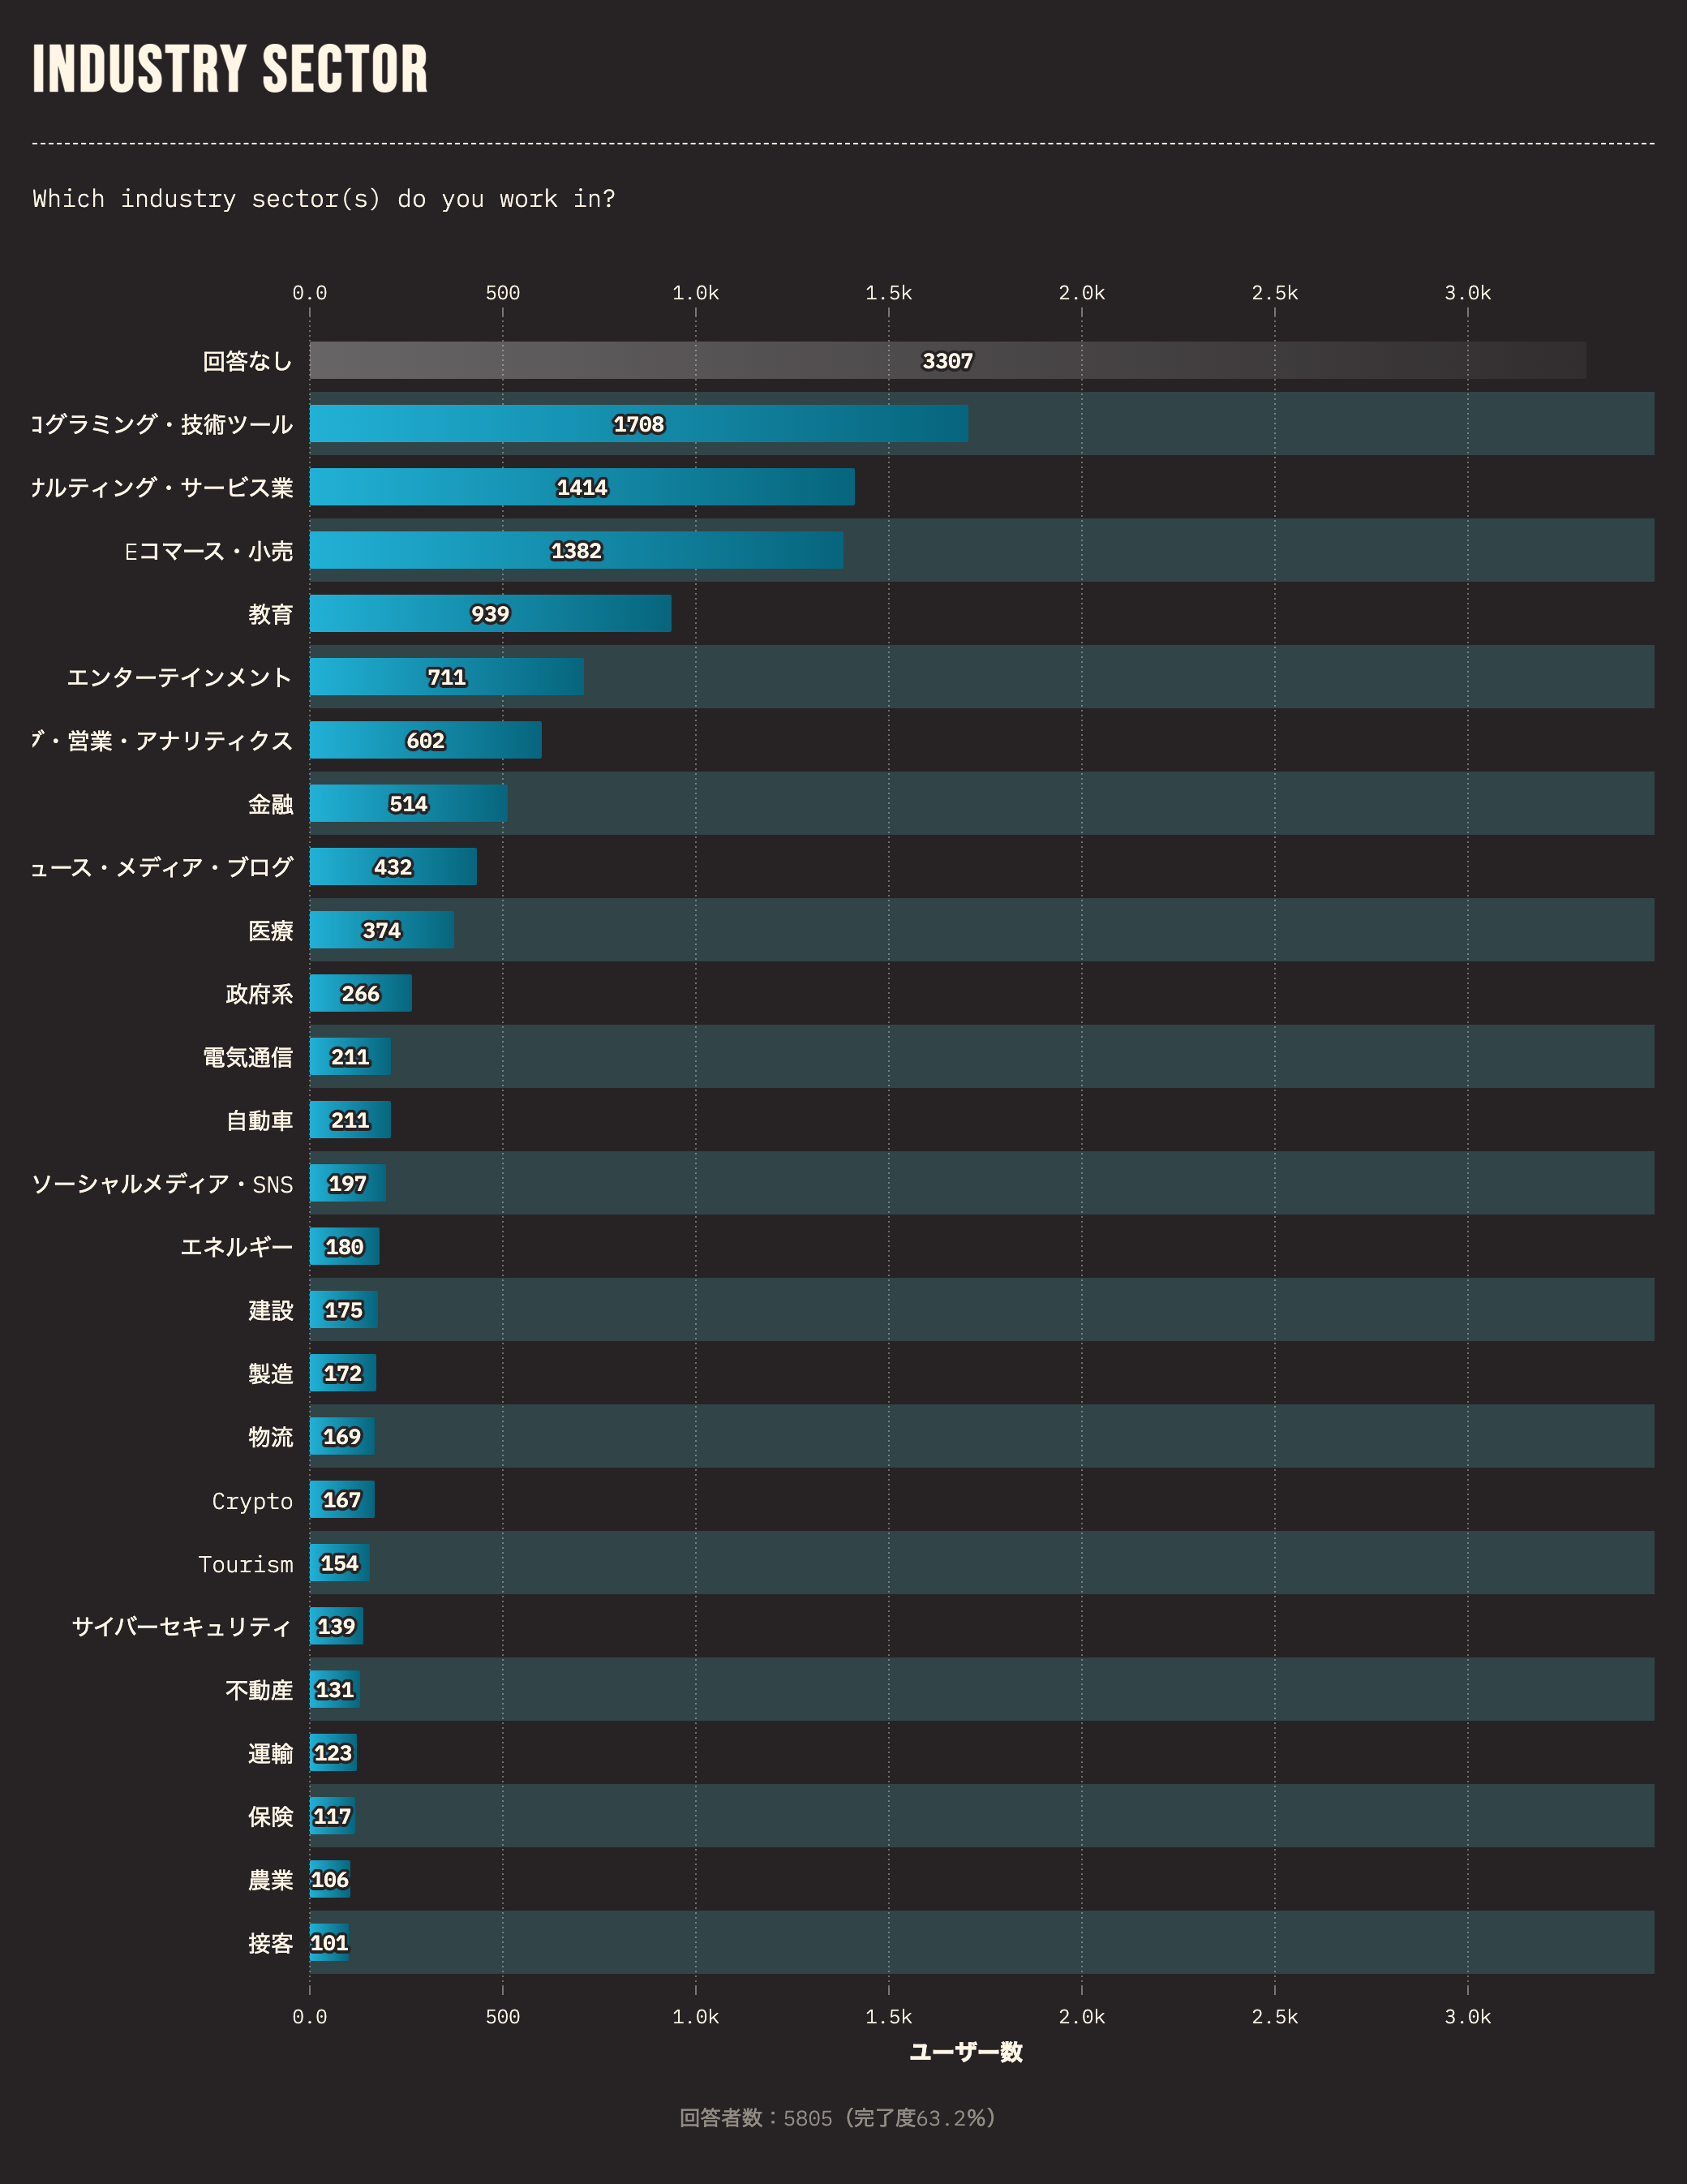 INDUSTRY SECTOR
Which industry sector(s) do you work in?
0.0 500 1.0k 1.5k 2.0k 2.5k 3.0k
回答なし 3307
コグラミング・技術ツール 1708
ナルティング・サービス業 1414
Eコマース・小売 1382
教育 939
エンターテインメント 711
グ・営業・アナリティクス 602
金融 514
ュース・メディア・ブログ 432
医療 374
政府系 266
電気通信 211
自動車 211
ソーシャルメディア・SNS 197
エネルギー 180
建設 175
製造 172
物流 169
Crypto 167
Tourism 154
サイバーセキュリティ 139
不動産 131
運輸 123
保険 117
農業 106
接客 101
0.0 500 1.0k 1.5k 2.0k 2.5k 3.0k
ユーザー数
回答者数：5805（完了度63.2%）